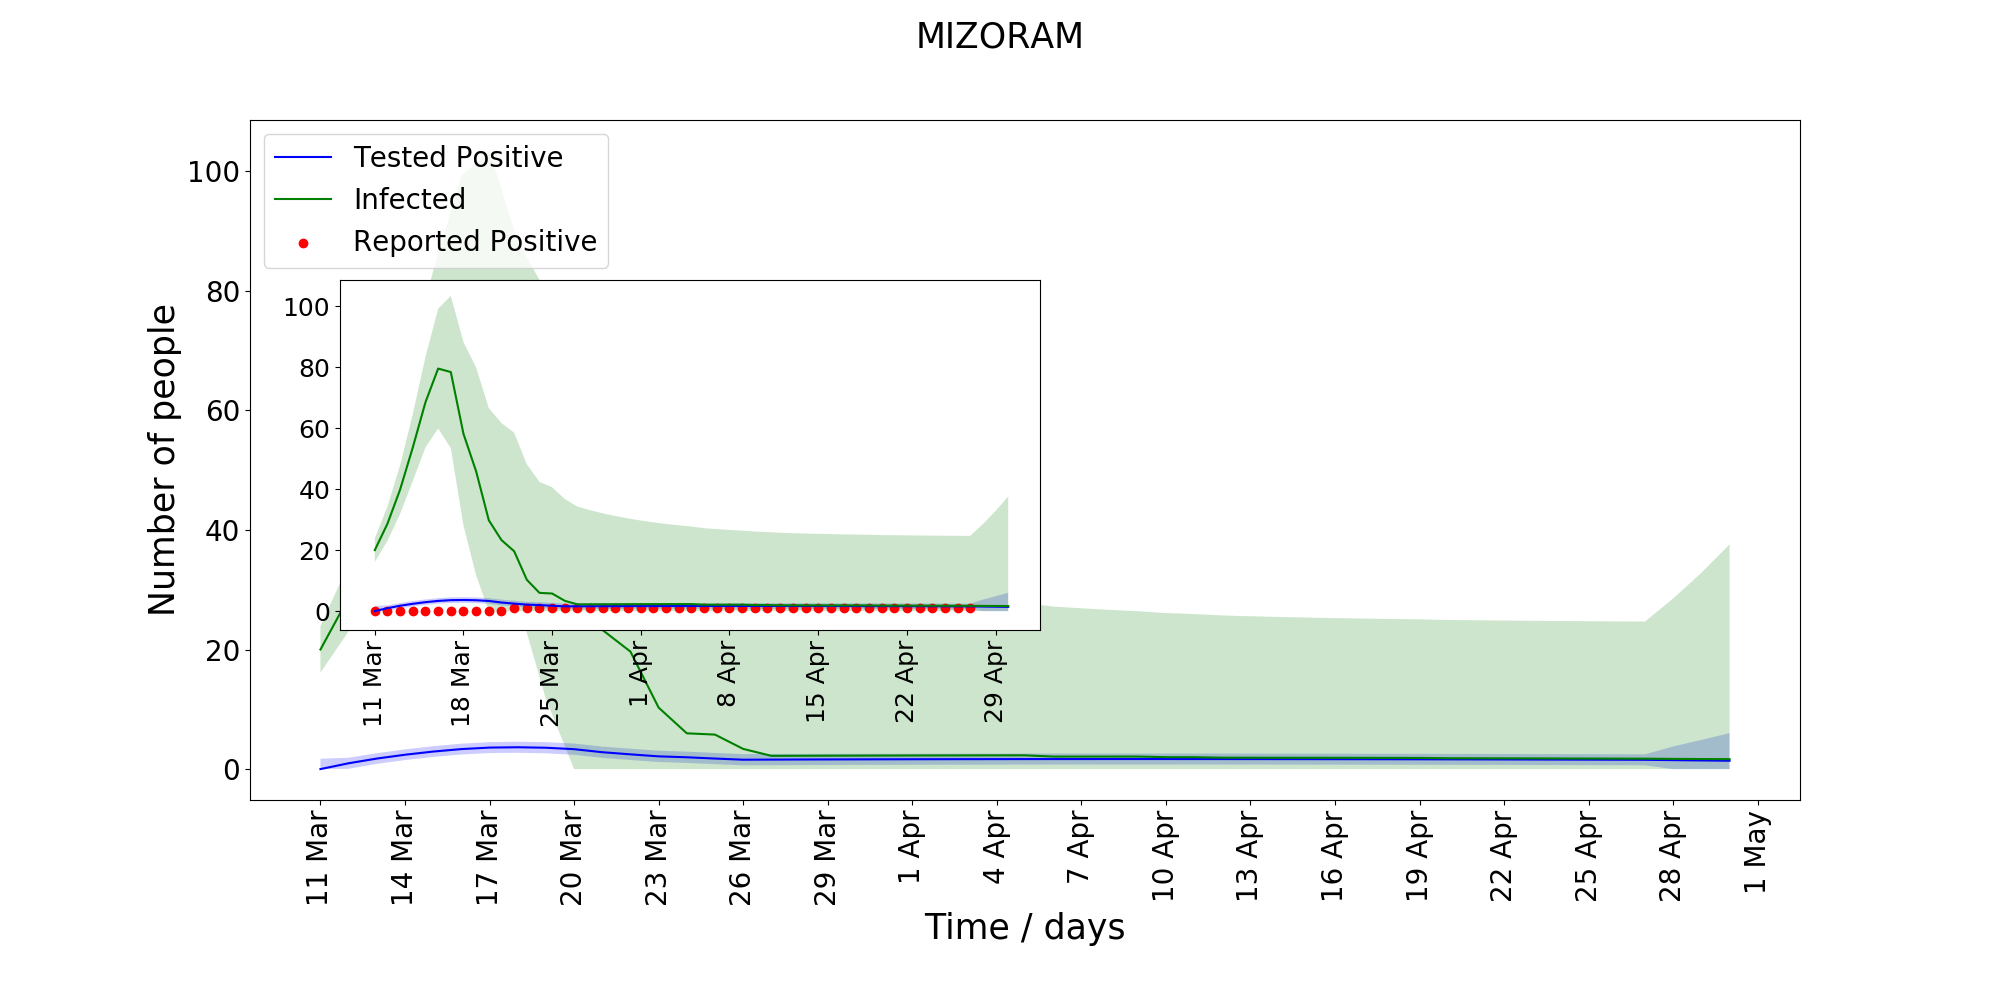 MIZORAM
Tested Positive
Infected
Reported Positive
Number of people
100
80
60
40
20
0
100
80
60
40
20
0
11 Mar
18 Mar
25 Mar
1 Apr
8 Apr
15 Apr
22 Apr
29 Apr
11 Mar
14 Mar
17 Mar
20 Mar
23 Mar
26 Mar
29 Mar
1 Apr
4 Apr
7 Apr
10 Apr
13 Apr
16 Apr
19 Apr
22 Apr
25 Apr
28 Apr
1 May
Time / days